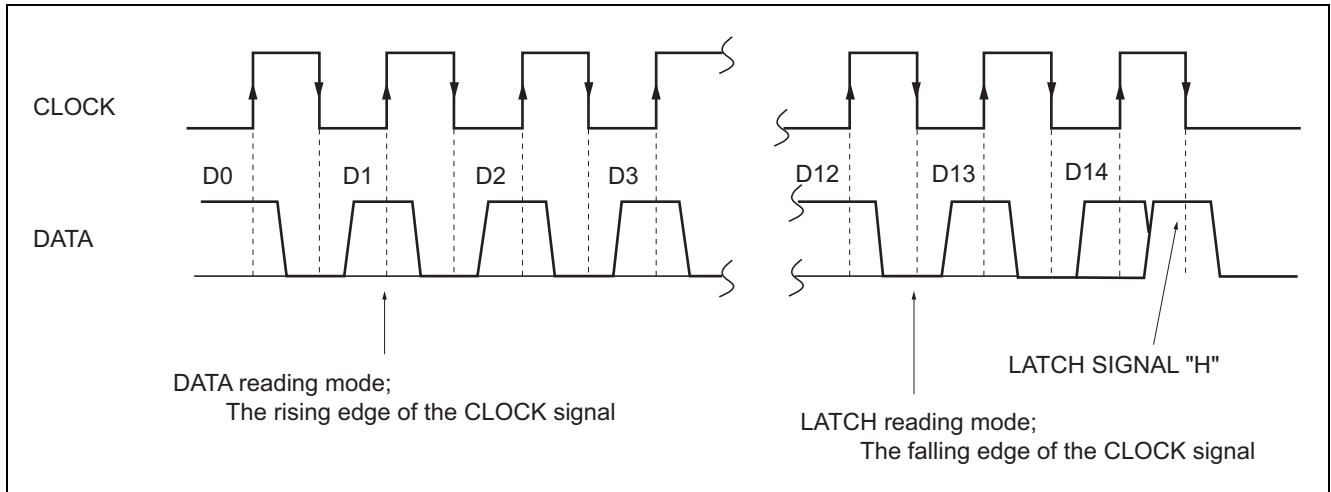 CLOCK
D0 D1 D2 D3 D12 D13 D14
DATA
LATCH SIGNAL "H"
DATA reading mode;
The rising edge of the CLOCK signal
LATCH reading mode;
The falling edge of the CLOCK signal